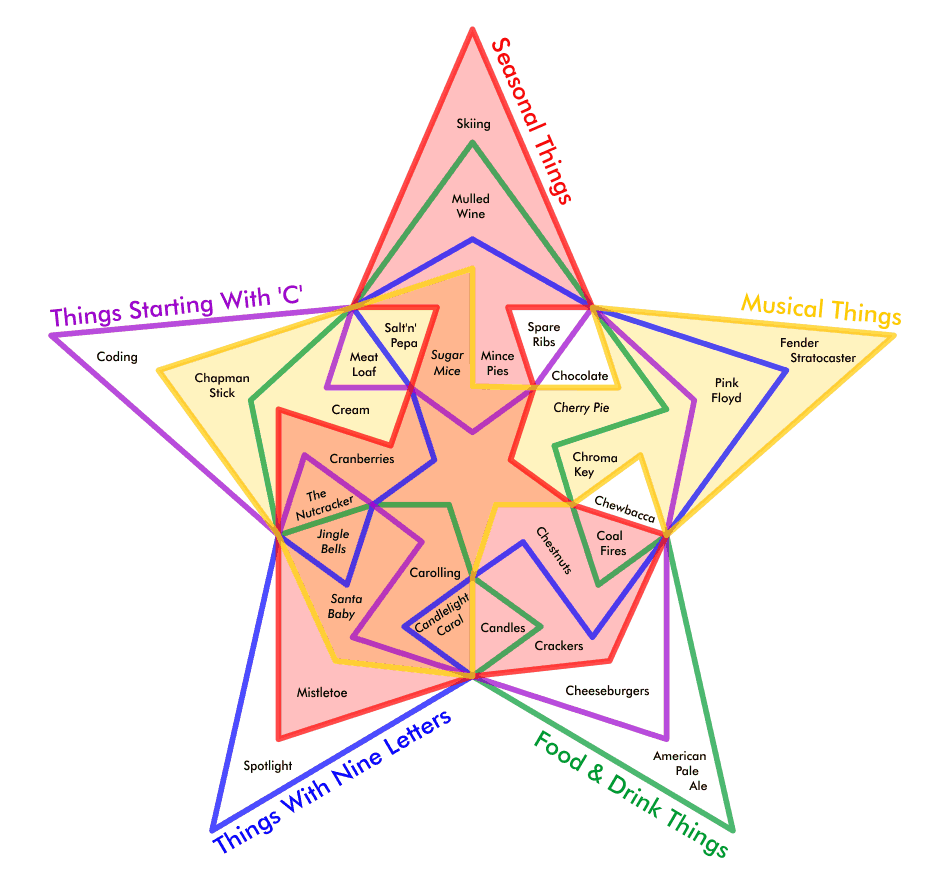 Seasonal Things
Skiing
Mulled
Wine
Things Starting With 'C'
Musical Things
Coding
Salt'n'
Pepa
Meat
Loaf
Sugar
Mice
Mince
Pies
Spare
Ribs
Chocolate
Fender
Stratocaster
Chapman
Stick
Pink
Floyd
Cream
Cherry Pie
Cranberries
Chroma
Key
The
Nutcracker
Chewbacca
Jingle
Bells
Coal
Fires
Chestnuts
Carolling
Santa
Baby
Candlelight
Carol
Candles
Crackers
Mistletoe
Cheeseburgers
Spotlight
American
Pale
Ale
Things With Nine Letters
Food & Drink Things